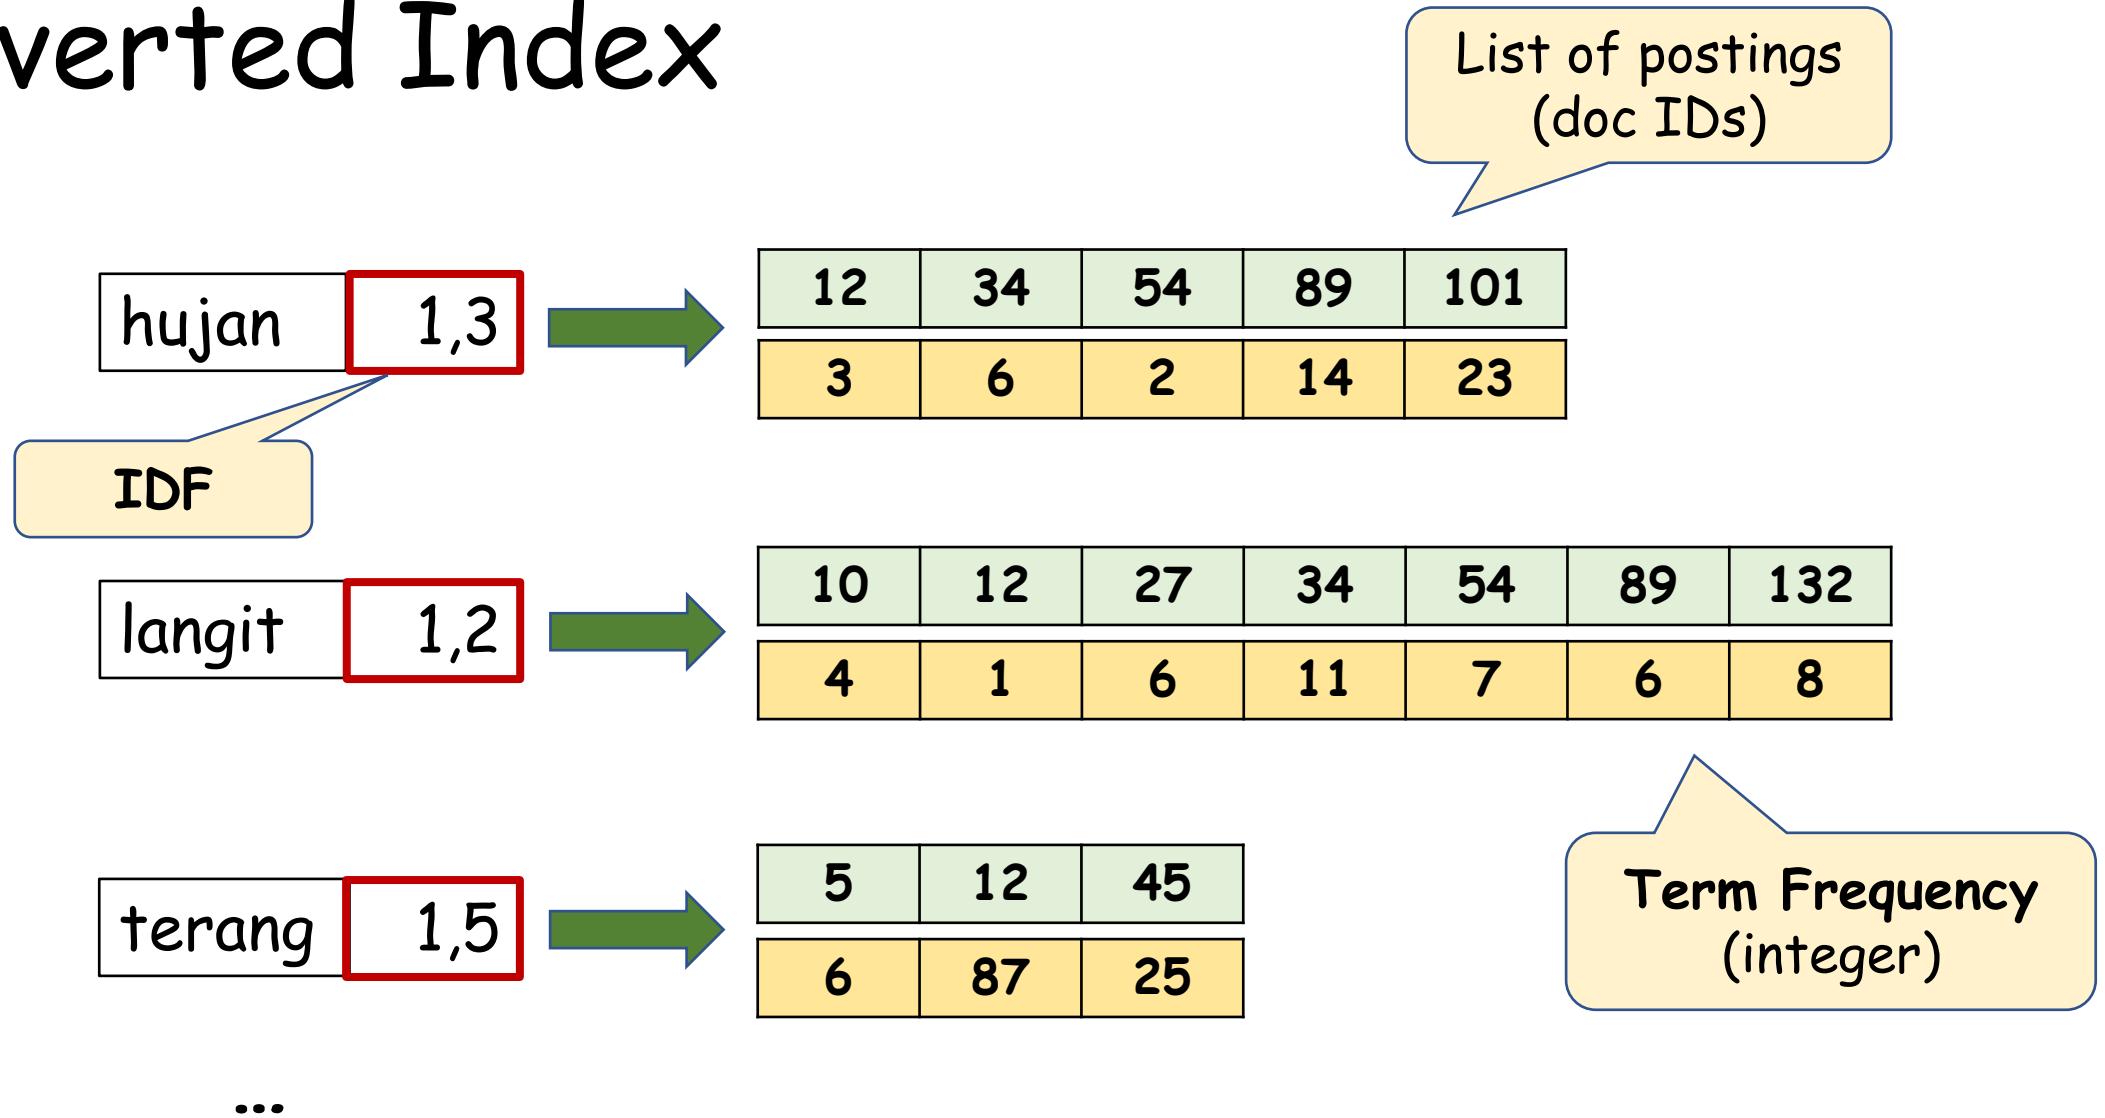 verted Index
List of postings
(doc IDs)
hujan 1,3
12 34 54 89 101
3 6 2 14 23
IDF
langit 1,2
10 12 27 34 54 89 132
4 1 6 11 7 6 8
terang 1,5
5 12 45
6 87 25
Term Frequency
(integer)
...